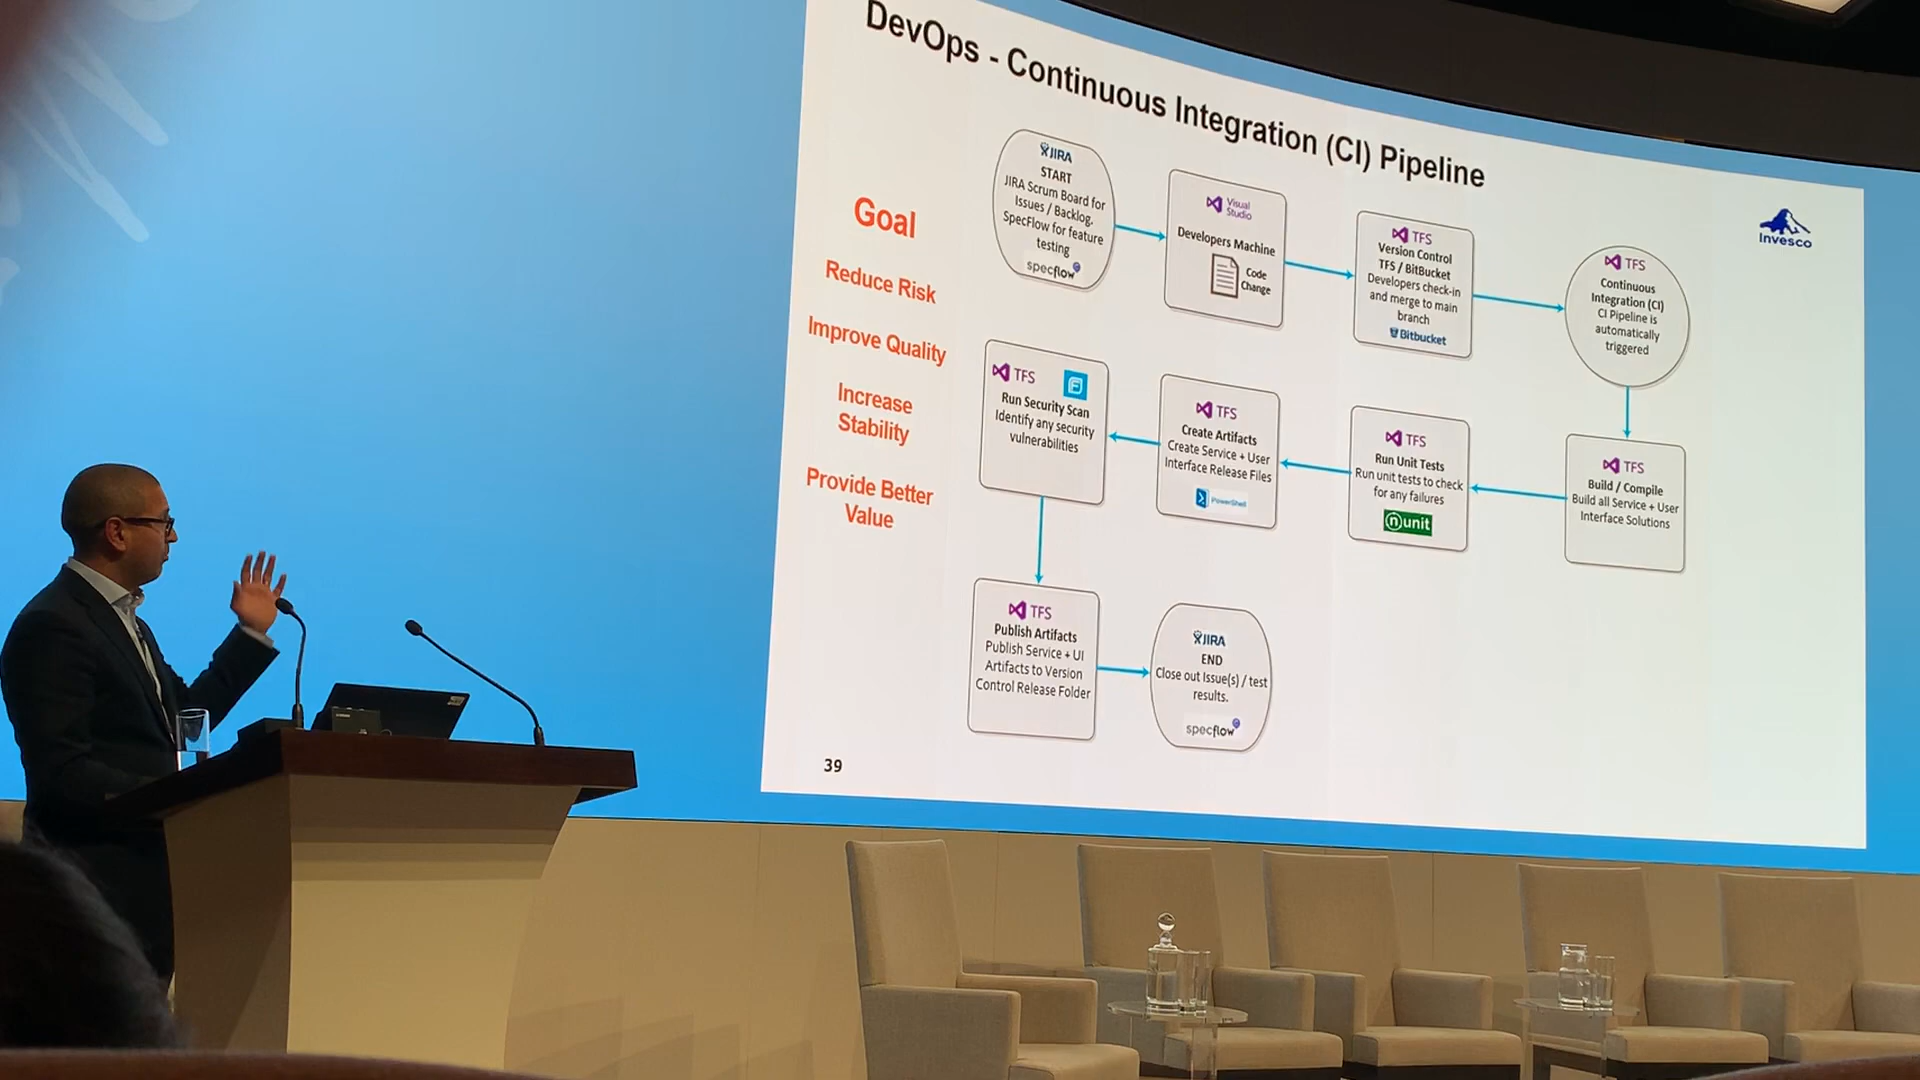 DevOps - Continuous Integration (CI) Pipeline
Goal
Reduce Risk
Improve Quality
Increase
Stability
Provide Better
Value
JIRA
START
JIRA Scrum Board for
Issues / Backlog.
SpecFlow for feature
testing
specflow
Visual
Studio
Developers Machine
Code
Change
TFS
Version Control
TFS / BitBucket
Developers check-in
and merge to main
branch
Bitbucket
TFS
Continuous
Integration (CI)
CI Pipeline is
automatically
triggered
Invesco
TFS
Build / Compile
Build all Service + User
Interface Solutions
TFS
Run Unit Tests
Run unit tests to check
for any failures
nunit
TFS
Create Artifacts
Create Service + User
Interface Release Files
PowerShell
TFS
Run Security Scan
Identify any security
vulnerabilities
TFS
Publish Artifacts
Publish Service + UI
Artifacts to Version
Control Release Folder
JIRA
END
Close out Issue(s) / test
results.
specflow
39